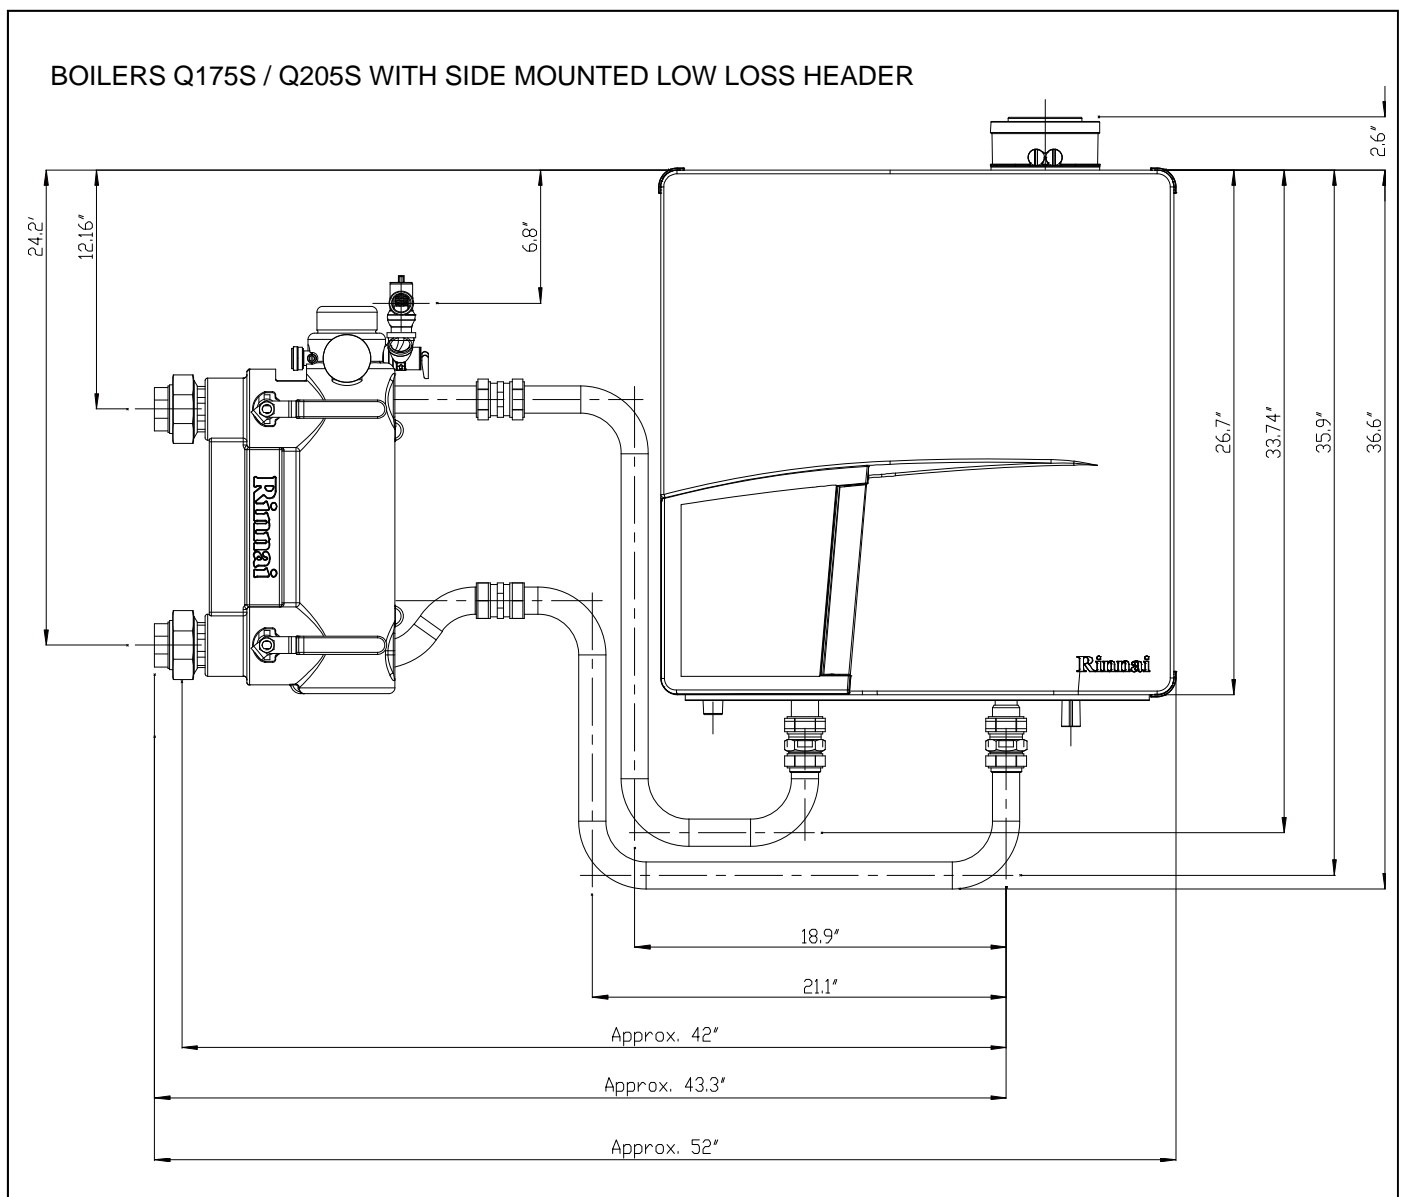 BOILERS Q175S / Q205S WITH SIDE MOUNTED LOW LOSS HEADER
2.6"
24.2'
12.16"
6.8"
26.7"
33.74"
35.9"
36.6"
Rinnai
Rinnai
18.9"
21.1"
Approx. 42"
Approx. 43.3"
Approx. 52"